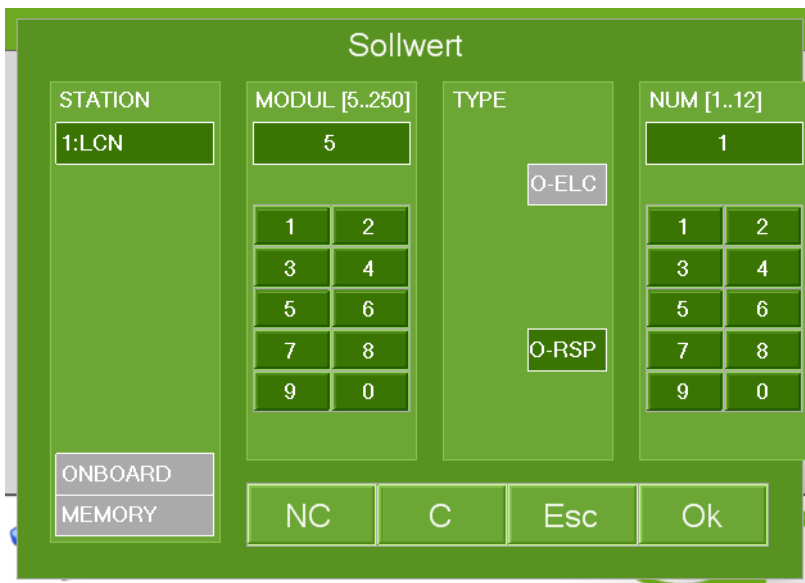 Sollwert
STATION
1:LCN
ONBOARD
MEMORY
MODUL [5..250]
5
1 2
3 4
5 6
7 8
9 0
TYPE
O-ELC
O-RSP
NUM [1..12]
1
1 2
3 4
5 6
7 8
9 0
NC C Esc Ok